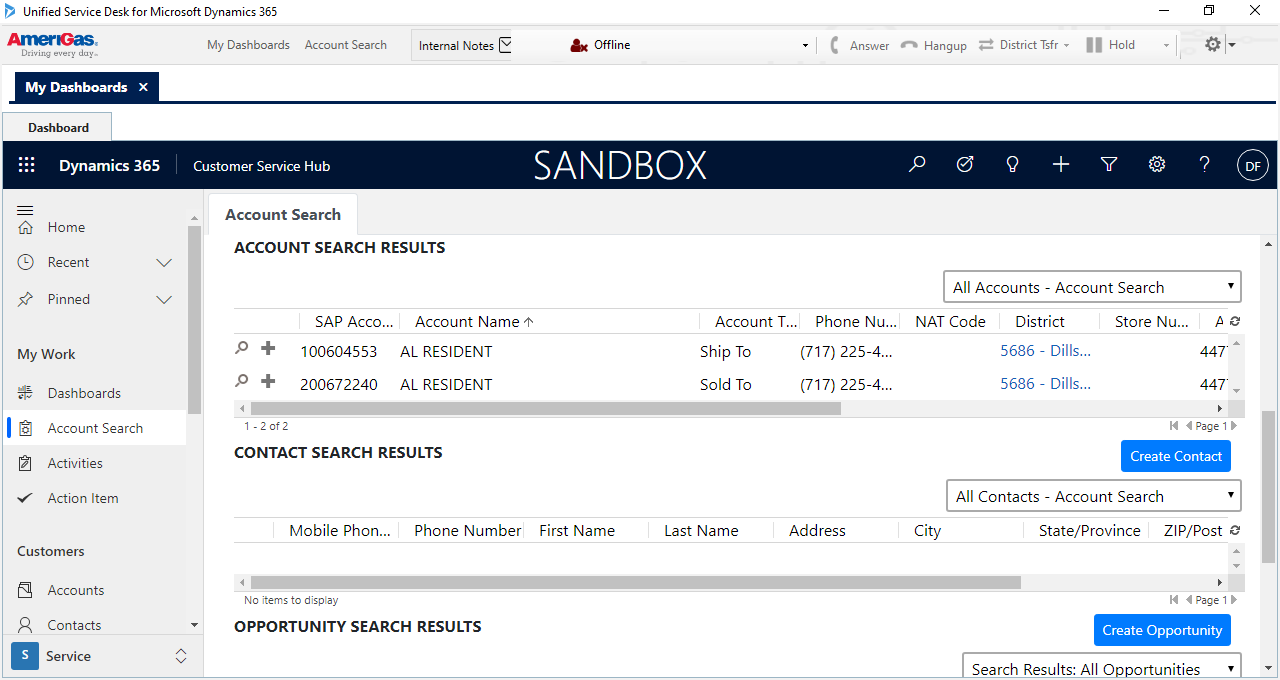 Unified Service Desk for Microsoft Dynamics 365
AmeriGas
Driving every day.
My Dashboards Account Search Internal Notes Offline Answer Hangup District Tsfr Hold
My Dashboards ×
Dashboard
Dynamics 365 Customer Service Hub SANDBOX DF
Home
Recent
Pinned
My Work
Dashboards
Account Search
Activities
Action Item
Customers
Accounts
Contacts
S Service
Account Search
ACCOUNT SEARCH RESULTS
All Accounts - Account Search
SAP Acco... Account Name Account T... Phone Nu... NAT Code District Store Nu... A
100604553 AL RESIDENT Ship To (717) 225-4... 5686 - Dills... 447
200672240 AL RESIDENT Sold To (717) 225-4... 5686 - Dills... 447
1 - 2 of 2 Page 1
CONTACT SEARCH RESULTS Create Contact
All Contacts - Account Search
Mobile Phon... Phone Number First Name Last Name Address City State/Province ZIP/Post
No items to display Page 1
OPPORTUNITY SEARCH RESULTS Create Opportunity
Search Results: All Opportunities